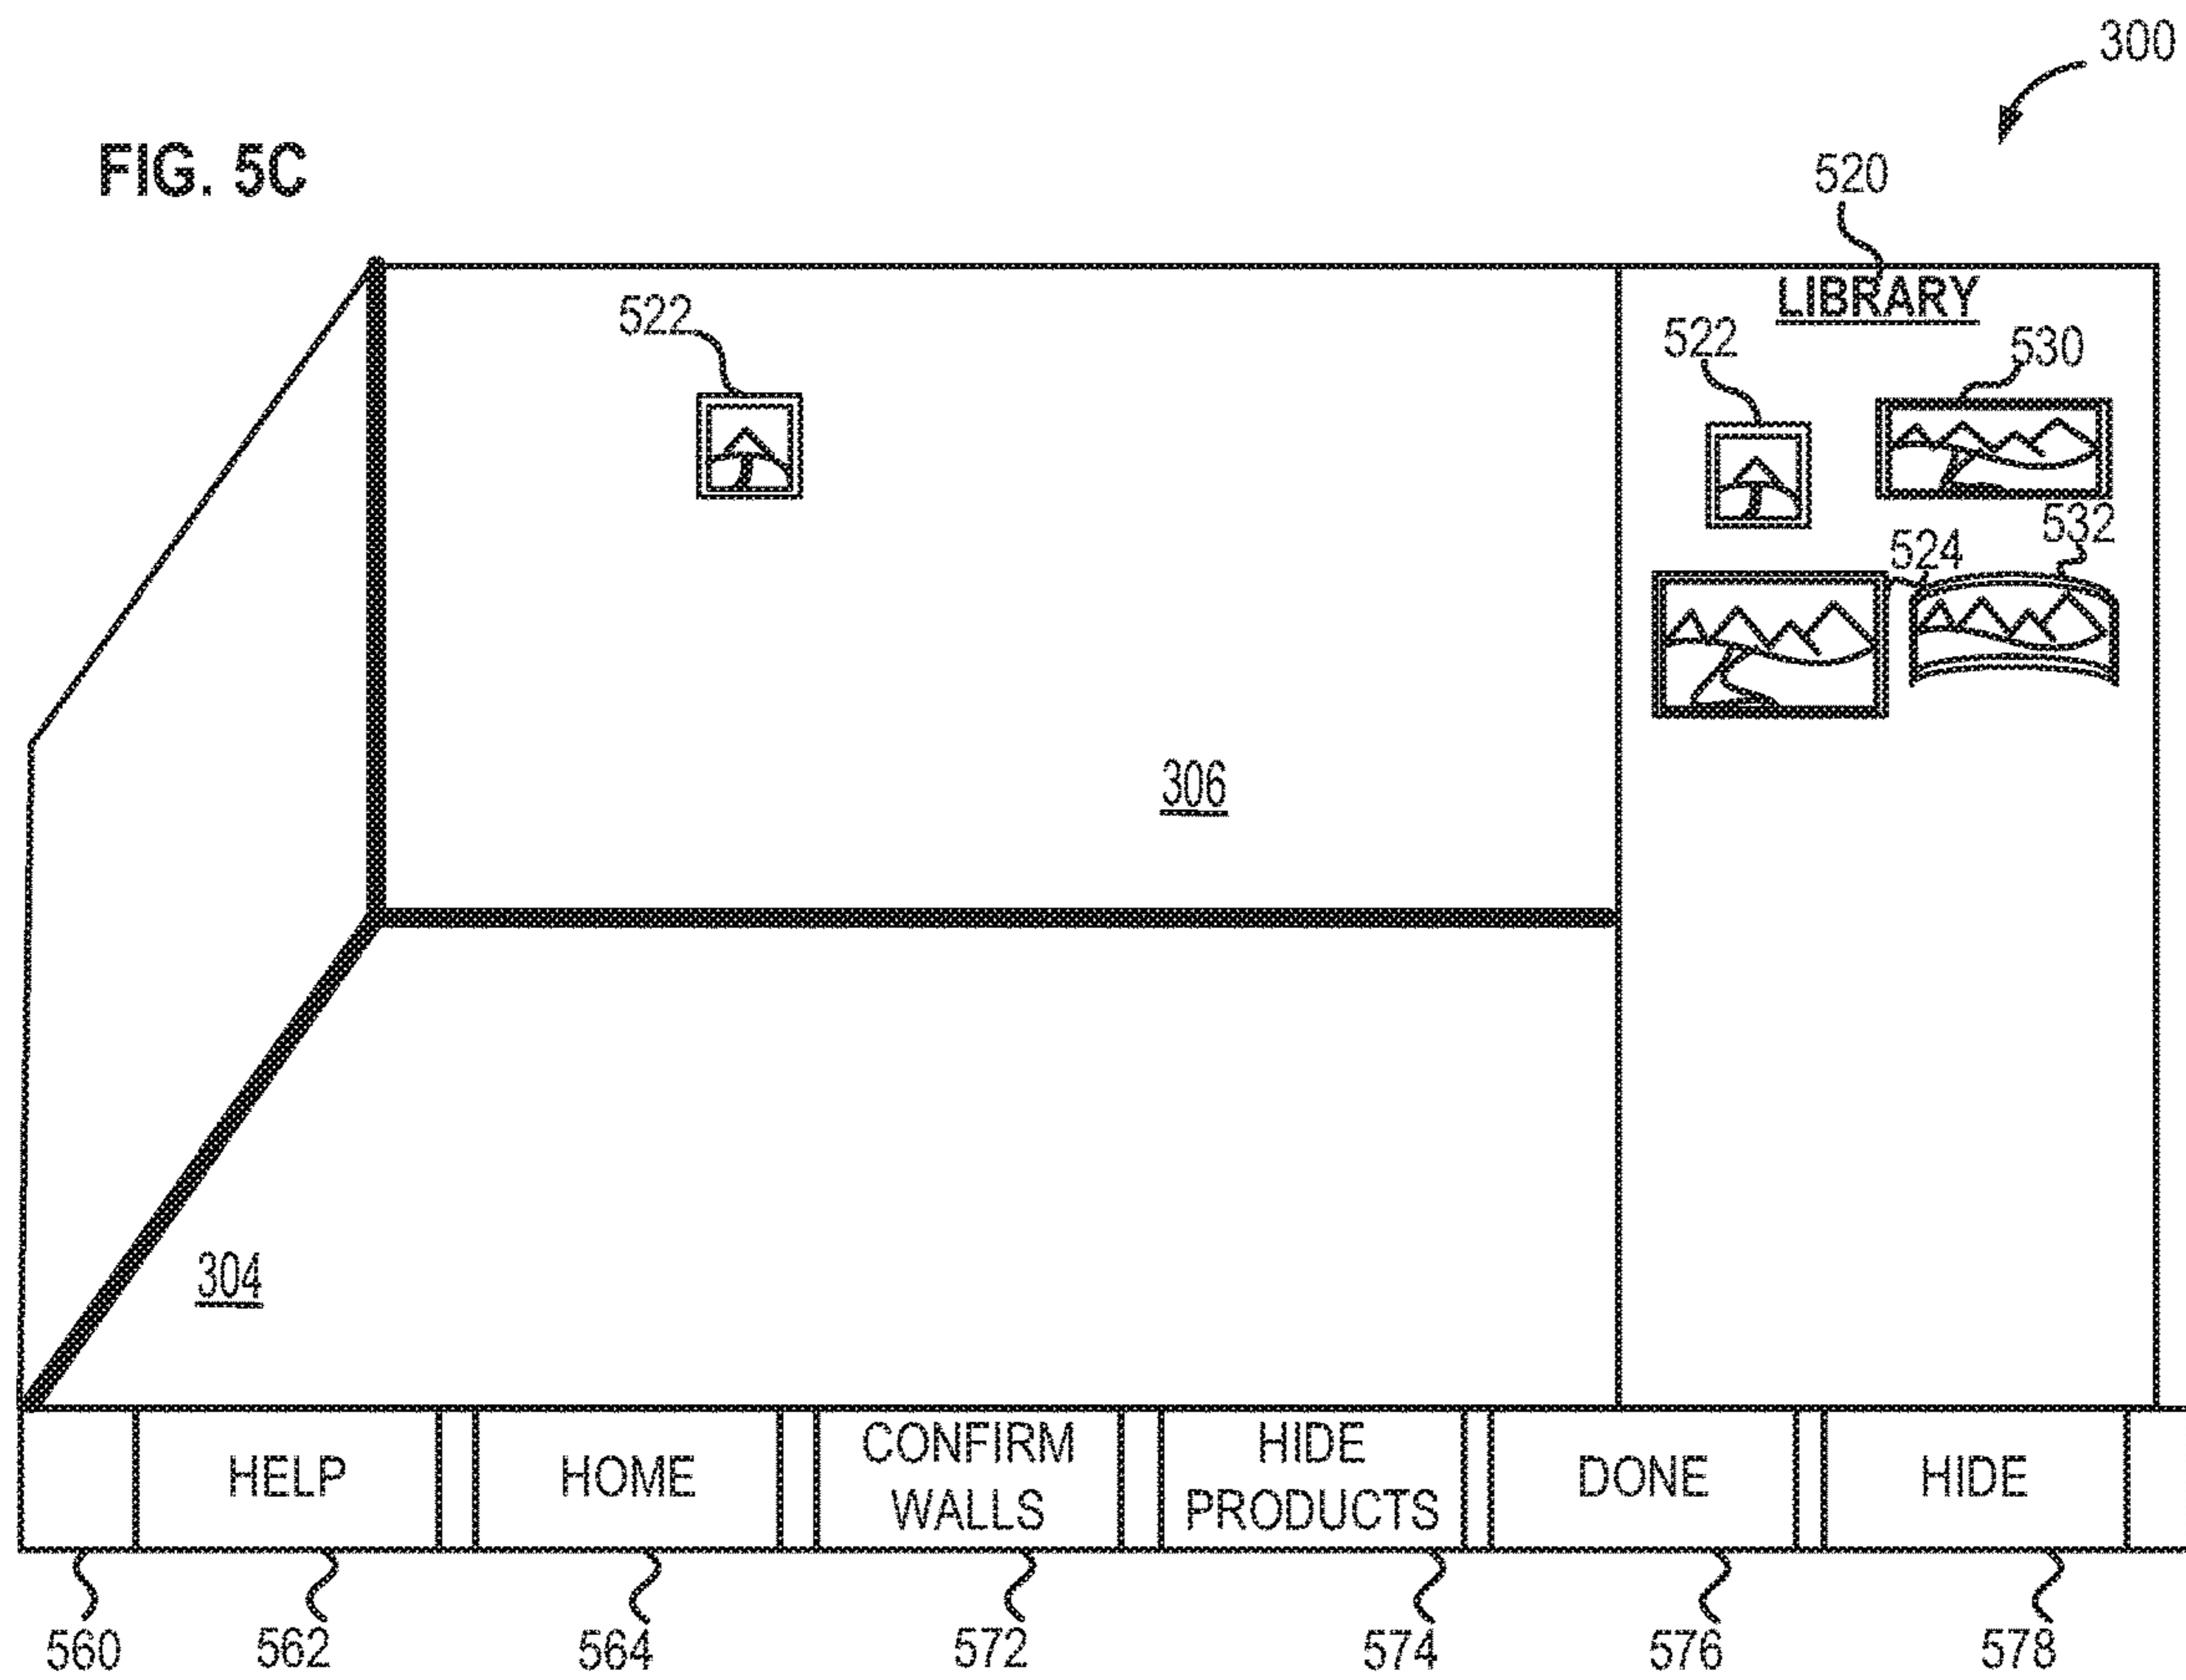 300
FIG. 5C
520
LIBRARY
522
522
530
532
524
306
304
HELP
HOME
CONFIRM
WALLS
HIDE
PRODUCTS
DONE
HIDE
560
562
564
572
574
576
578